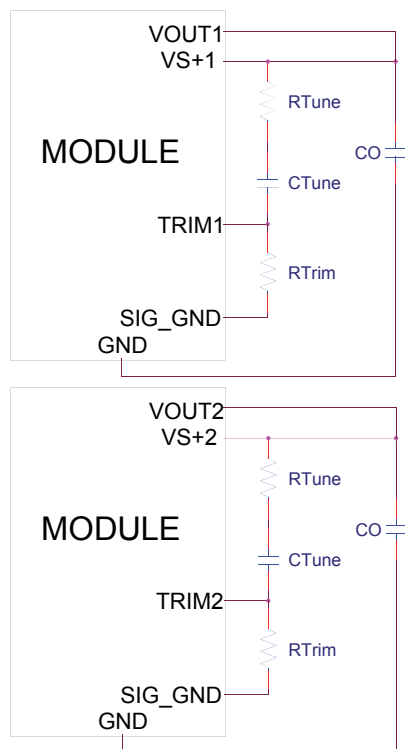 VOUT1
VS+1
RTune
MODULE
CO
CTune
TRIM1
RTrim
SIG_GND
GND
VOUT2
VS+2
RTune
MODULE
CO
CTune
TRIM2
RTrim
SIG_GND
GND